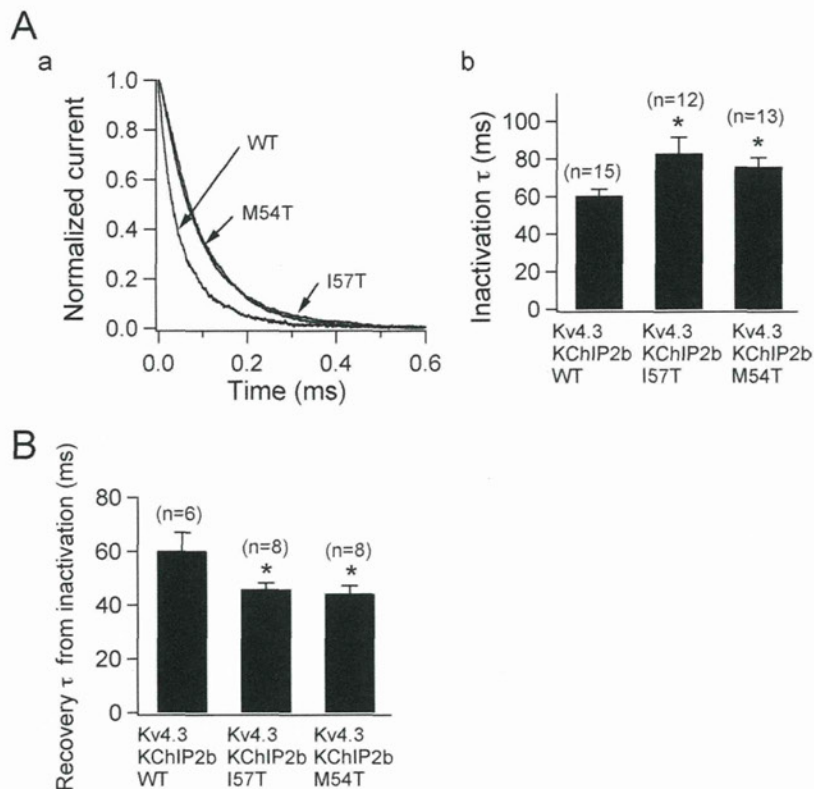 A
a
Normalized current
1.0
0.8
0.6
0.4
0.2
0.0
WT
M54T
I57T
0.0 0.2 0.4 0.6
Time (ms)
b
Inactivation τ (ms)
100
80
60
40
20
0
(n=15)
(n=12)
*
(n=13)
*
Kv4.3 Kv4.3 Kv4.3
KChIP2b KChIP2b KChIP2b
WT I57T M54T
B
Recovery τ from inactivation (ms)
80
60
40
20
0
(n=6)
(n=8)
*
(n=8)
*
Kv4.3 Kv4.3 Kv4.3
KChIP2b KChIP2b KChIP2b
WT I57T M54T